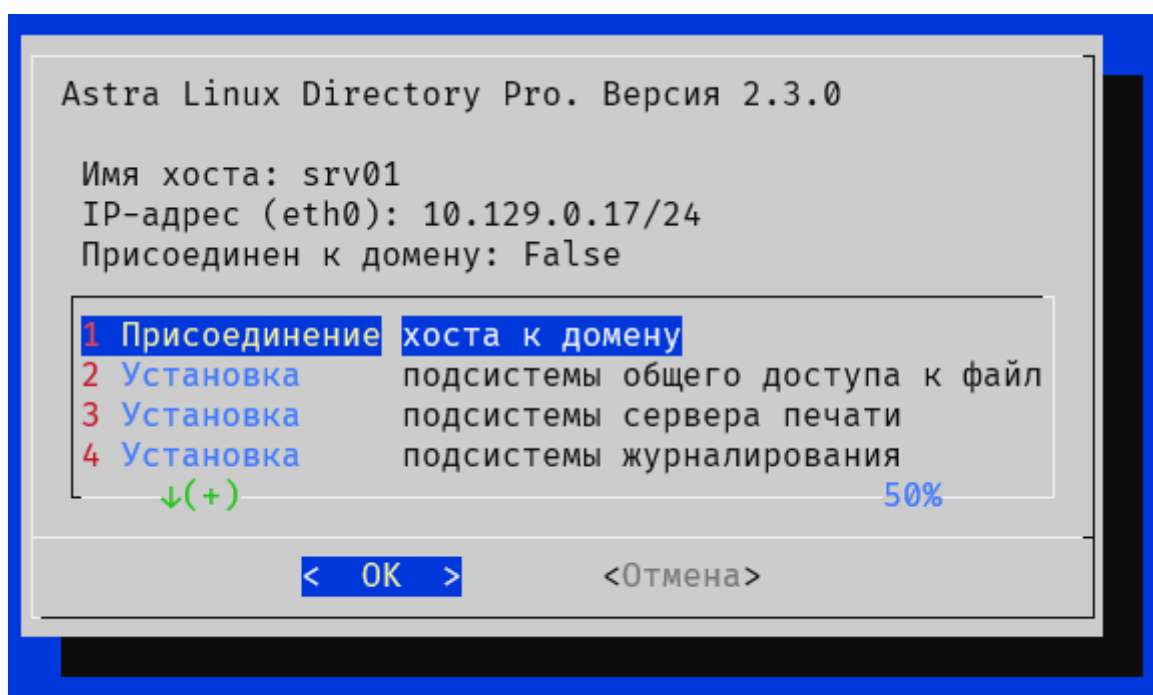 Astra Linux Directory Pro. Версия 2.3.0
Имя хоста: srv01
IP-адрес (eth0): 10.129.0.17/24
Присоединен к домену: False
1 Присоединение хоста к домену
2 Установка подсистемы общего доступа к файл
3 Установка подсистемы сервера печати
4 Установка подсистемы журналирования
↓(+) 50%
< OK > <Отмена>